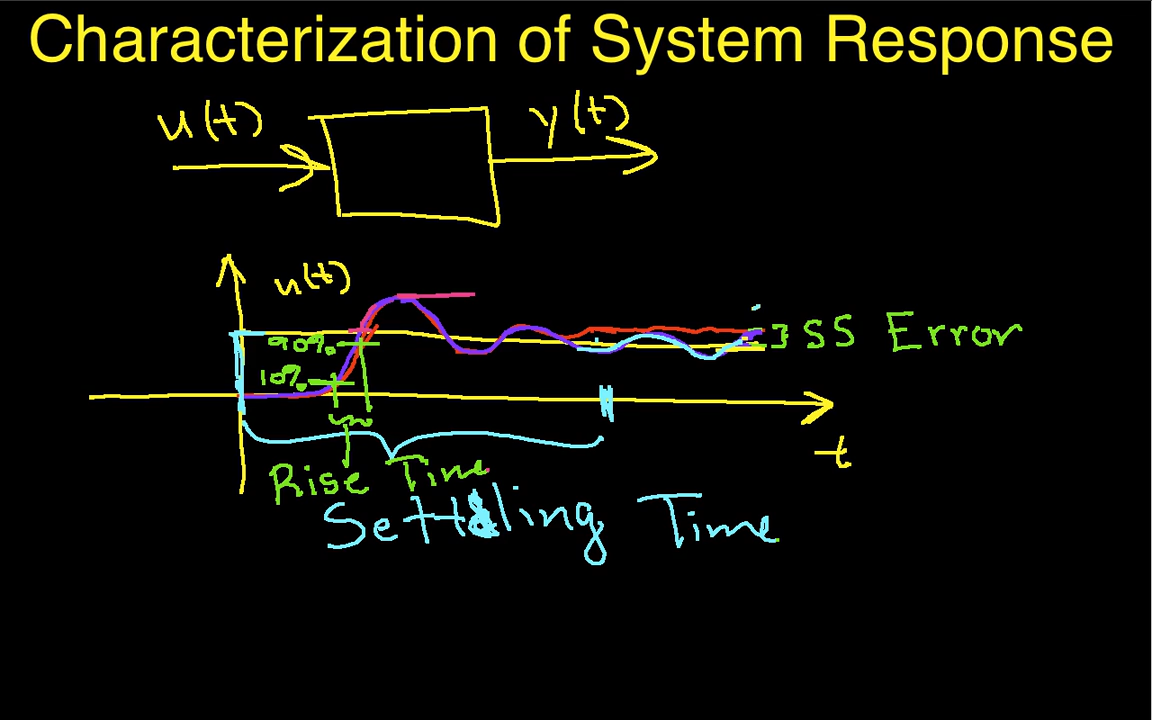 Characterization of System Response
u(t)
y(t)
u(t)
90%
10%
SS Error
t
Rise Time
Settling Time